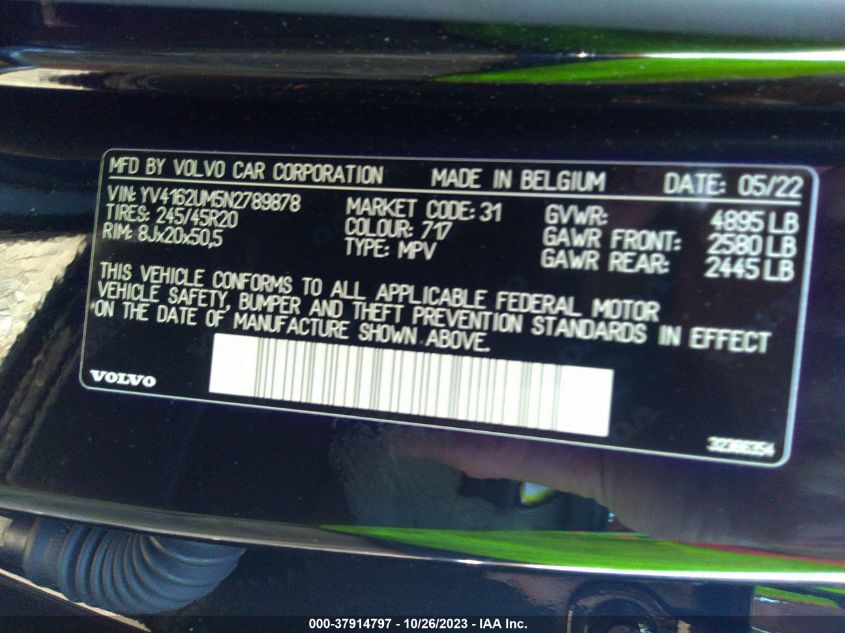 MFD BY VOLVO CAR CORPORATION MADE IN BELGIUM DATE: 05/22
VIN: YV4162UM5N2789878 MARKET CODE: 31 GVWR: 4895 LB
TIRES: 245/45R20 COLOUR: 717 GAWR FRONT: 2580 LB
RIM: 8Jx20x50,5 TYPE: MPV GAWR REAR: 2445 LB
THIS VEHICLE CONFORMS TO ALL APPLICABLE FEDERAL MOTOR
VEHICLE SAFETY, BUMPER AND THEFT PREVENTION STANDARDS IN EFFECT
ON THE DATE OF MANUFACTURE SHOWN ABOVE.
VOLVO
32366354
000-37914797 - 10/26/2023 - IAA Inc.